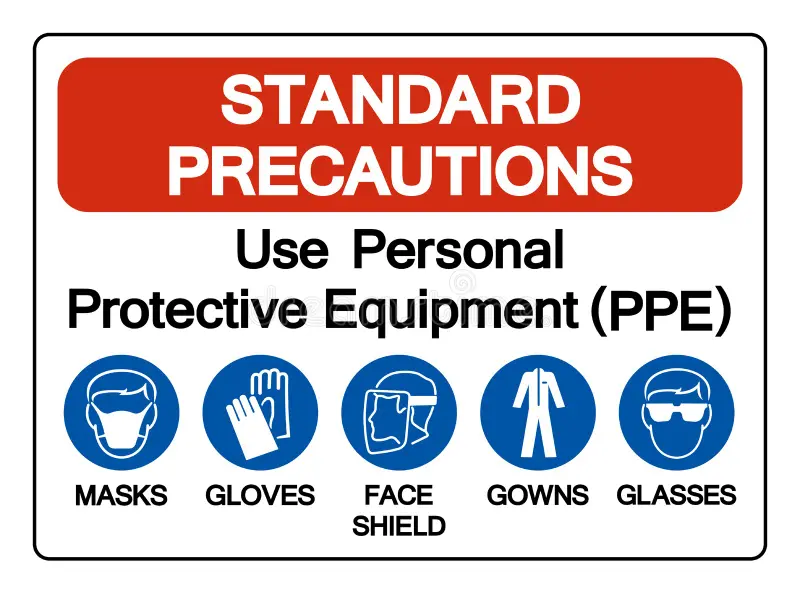 STANDARD
PRECAUTIONS
Use Personal
Protective Equipment (PPE)
MASKS GLOVES FACE SHIELD GOWNS GLASSES